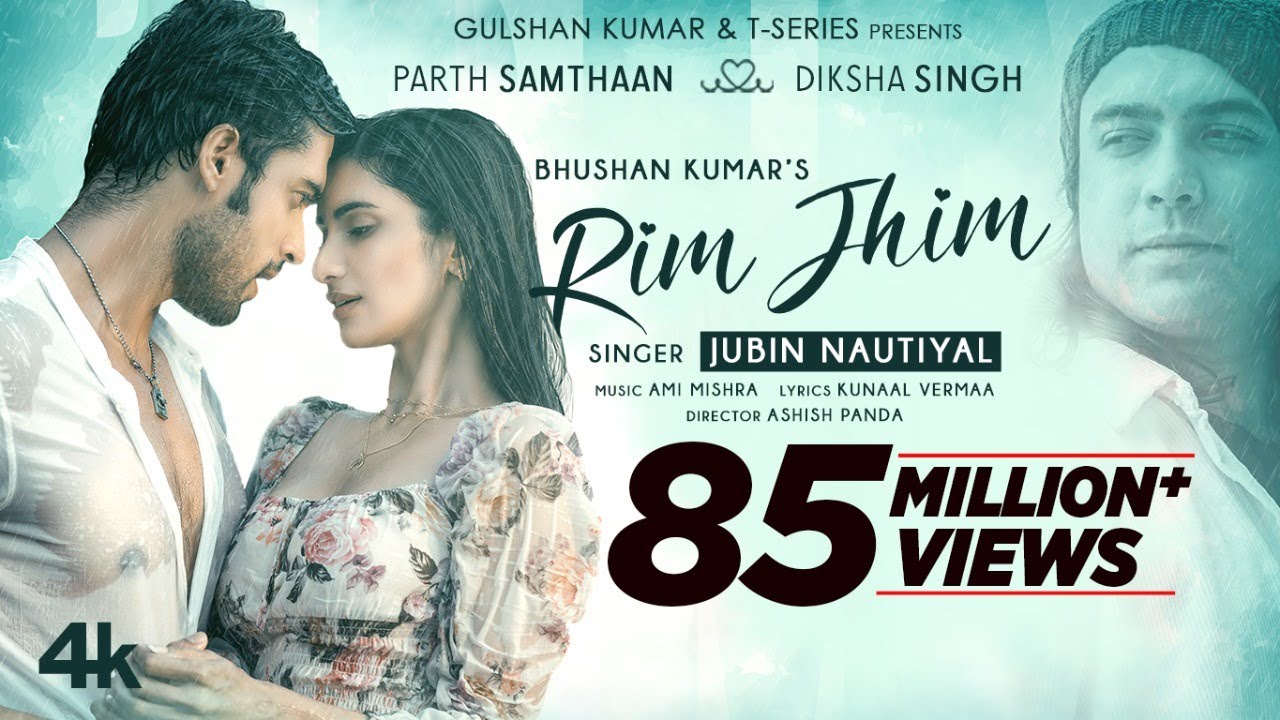 GULSHAN KUMAR & T-SERIES PRESENTS
PARTH SAMTHAAN DIKSHA SINGH
BHUSHAN KUMAR'S
Rim Jhim
SINGER JUBIN NAUTIYAL
MUSIC AMI MISHRA LYRICS KUNAAL VERMAA
DIRECTOR ASHISH PANDA
85 MILLION+
VIEWS
4k